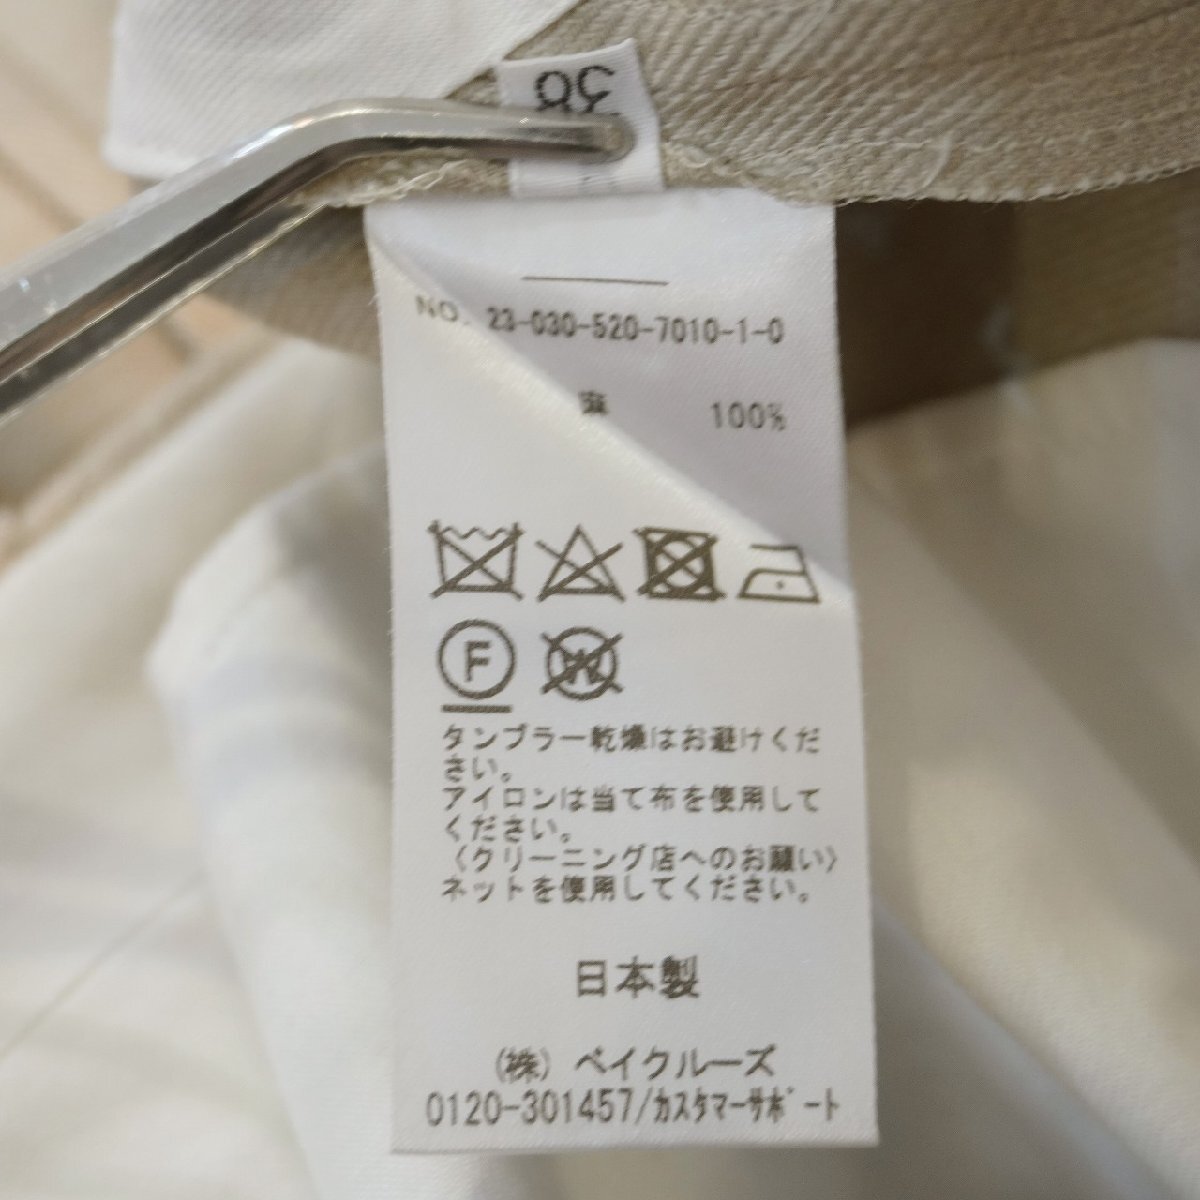 38
NO. 23-030-520-7010-1-0
麻 100%
F
W
タンブラー乾燥はお避けくだ
さい。
アイロンは当て布を使用して
ください。
〈クリーニング店へのお願い〉
ネットを使用してください。
日本製
(株) ベイクルーズ
0120-301457/カスタマーサポート